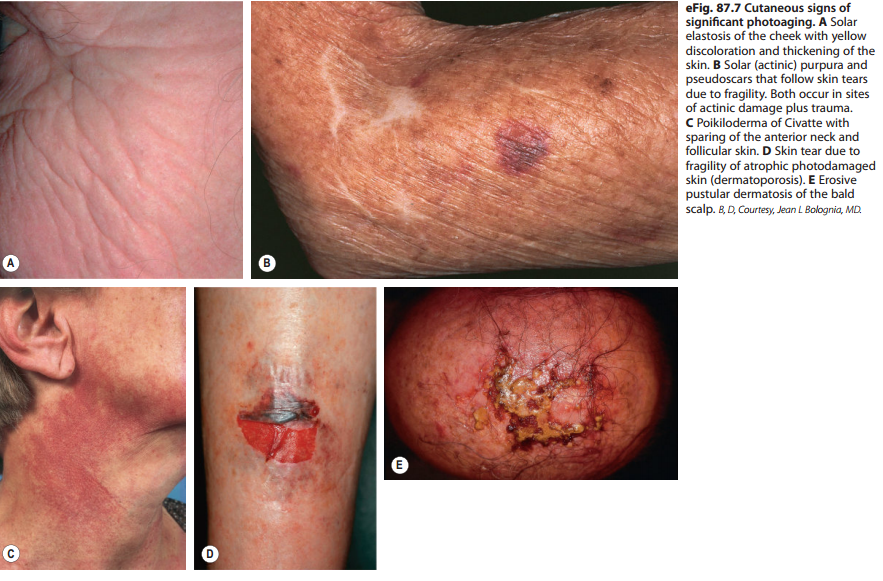 eFig. 87.7 Cutaneous signs of
significant photoaging. A Solar
elastosis of the cheek with yellow
discoloration and thickening of the
skin. B Solar (actinic) purpura and
pseudoscars that follow skin tears
due to fragility. Both occur in sites
of actinic damage plus trauma.
C Poikiloderma of Civatte with
sparing of the anterior neck and
follicular skin. D Skin tear due to
fragility of atrophic photodamaged
skin (dermatoporosis). E Erosive
pustular dermatosis of the bald
scalp. B, D, Courtesy, Jean L Bolognia, MD.
A
B
C
D
E